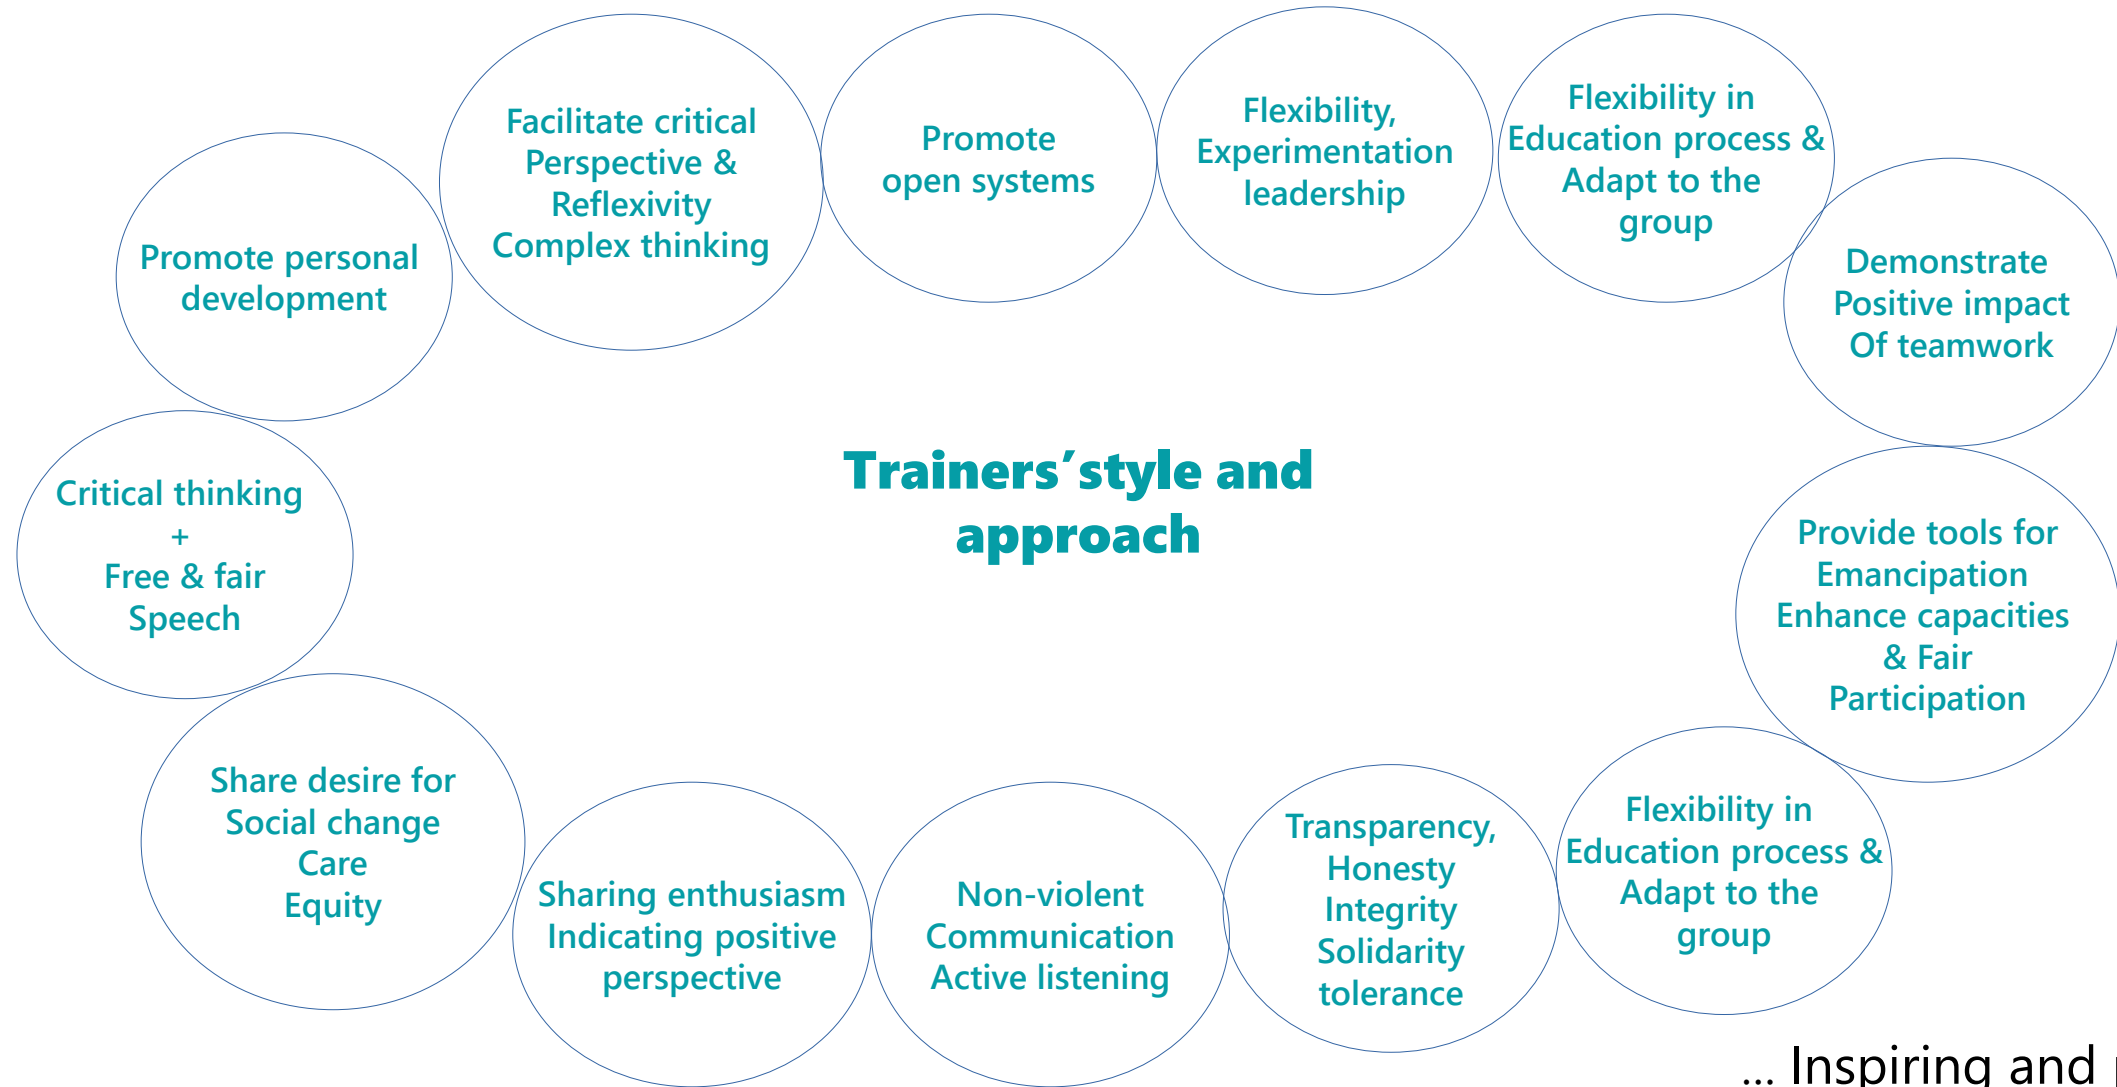 Facilitate critical
Perspective &
Reflexivity
Complex thinking
Promote
open systems
Flexibility,
Experimentation
leadership
Flexibility in
Education process &
Adapt to the
group
Promote personal
development
Demonstrate
Positive impact
Of teamwork
Trainers´style and
approach
Critical thinking
+
Free & fair
Speech
Provide tools for
Emancipation
Enhance capacities
& Fair
Participation
Share desire for
Social change
Care
Equity
Sharing enthusiasm
Indicating positive
perspective
Non-violent
Communication
Active listening
Transparency,
Honesty
Integrity
Solidarity
tolerance
Flexibility in
Education process &
Adapt to the
group
... Inspiring and